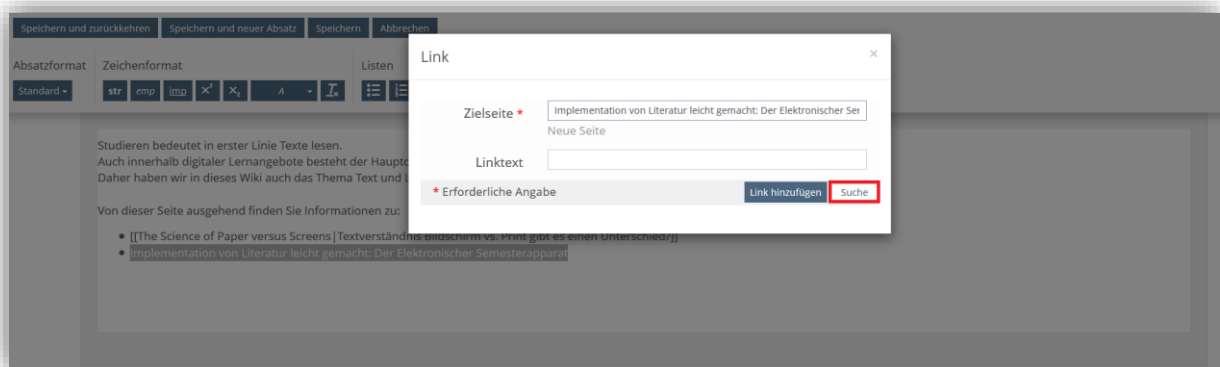 Speichern und zurückkehren Speichern und neuer Absatz Speichern Abbrechen
Absatzformat Zeichenformat Listen
Standard str emp imp x² x₂ A Ix
Link ×
Zielseite * Implementation von Literatur leicht gemacht: Der Elektronischer Ser
Neue Seite
Linktext
* Erforderliche Angabe Link hinzufügen Suche
Studieren bedeutet in erster Linie Texte lesen.
Auch innerhalb digitaler Lernangebote besteht der
Daher haben wir in dieses Wiki auch das Thema Text und
Von dieser Seite ausgehend finden Sie Informationen zu:
• [[The Science of Paper versus Screens|Textverständnis Bildschirm vs. Print gibt es einen Unterschied?]]
• Implementation von Literatur leicht gemacht: Der Elektronischer Semesterapparat